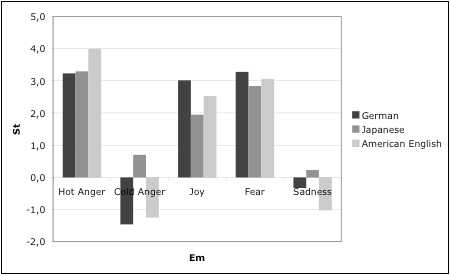 5,0
4,0
3,0
2,0
1,0
0,0
-1,0
-2,0
St
Hot Anger Cold Anger Joy Fear Sadness
Em
German
Japanese
American English